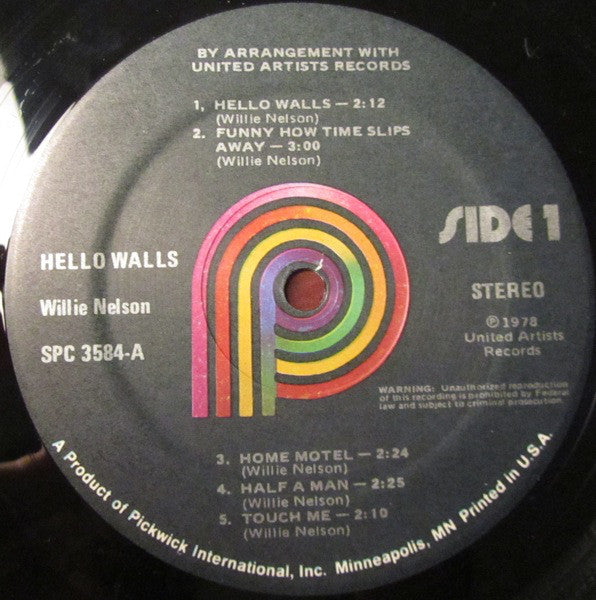 BY ARRANGEMENT WITH
UNITED ARTISTS RECORDS
1. HELLO WALLS — 2:12
(Willie Nelson)
2. FUNNY HOW TIME SLIPS
AWAY — 3:00
(Willie Nelson)
SIDE 1
HELLO WALLS
Willie Nelson
SPC 3584-A
STEREO
℗ 1978
United Artists
Records
WARNING: Unauthorized reproduction
of this recording is prohibited by Federal
law and subject to criminal prosecution.
3. HOME MOTEL — 2:24
(Willie Nelson)
4. HALF A MAN — 2:25
(Willie Nelson)
5. TOUCH ME — 2:10
(Willie Nelson)
A Product of Pickwick International, Inc. Minneapolis, MN Printed in U.S.A.